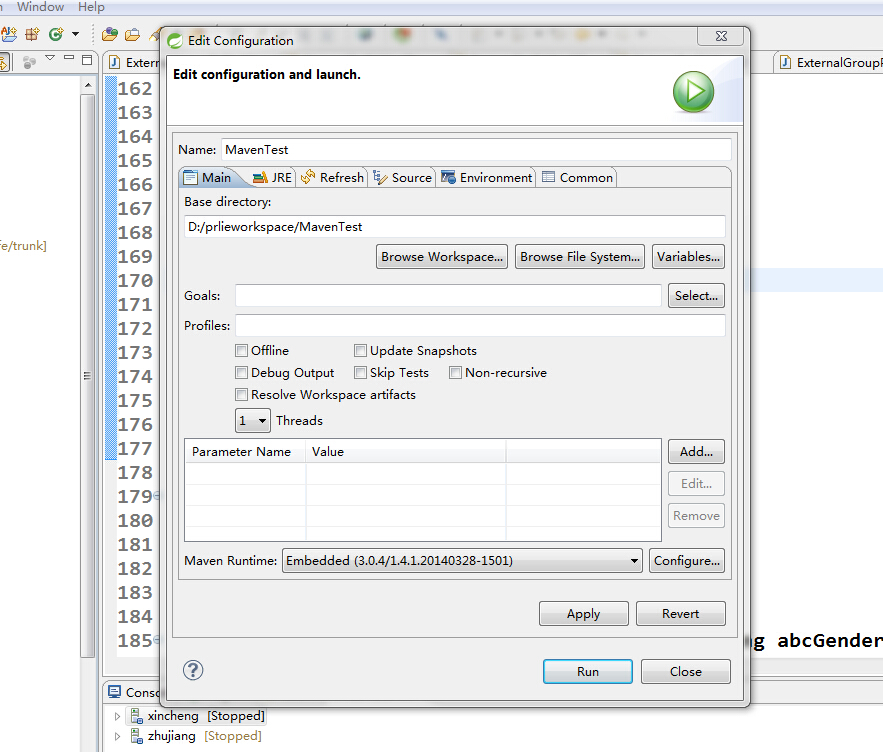 Window Help
Edit Configuration
Edit configuration and launch.
Extern
ExternalGroupP
Name: MavenTest
Main JRE Refresh Source Environment Common
Base directory:
D:/prlieworkspace/MavenTest
Browse Workspace... Browse File System... Variables...
Goals: Select...
Profiles:
Offline Update Snapshots
Debug Output Skip Tests Non-recursive
Resolve Workspace artifacts
1 Threads
Parameter Name Value
Add...
Edit...
Remove
Maven Runtime: Embedded (3.0.4/1.4.1.20140328-1501) Configure...
Apply Revert
Run Close
fe/trunk]
162
163
164
165
166
167
168
169
170
171
172
173
174
175
176
177
178
179
180
181
182
183
184
185 g abcGender
Conso
xincheng [Stopped]
zhujiang [Stopped]